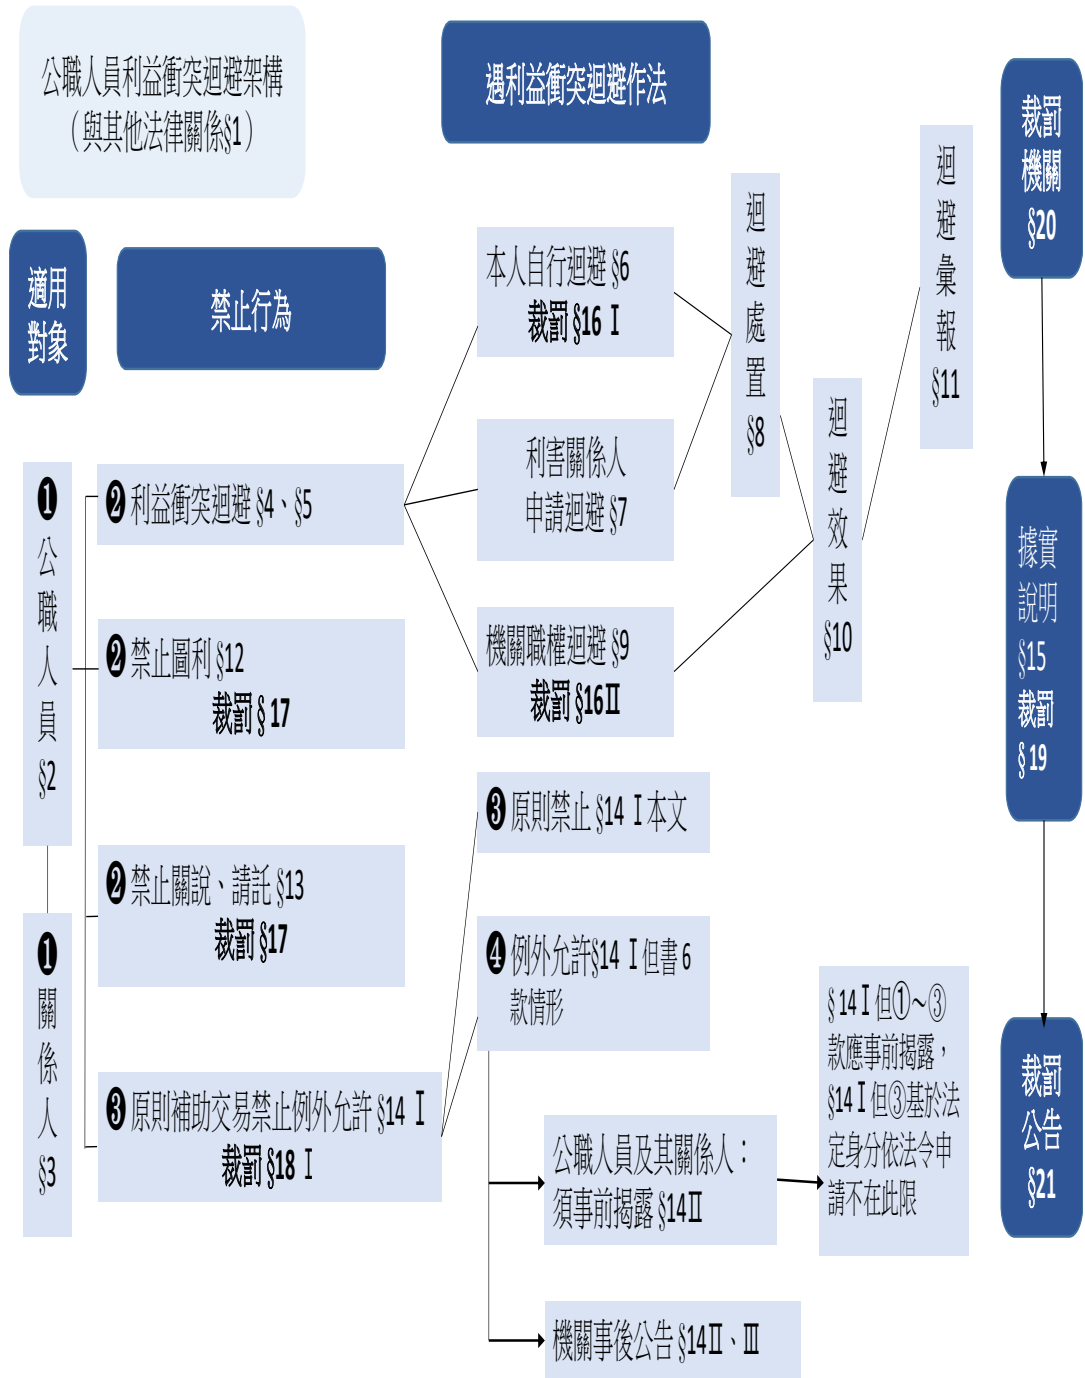 公職人員利益衝突迴避架構
（與其他法律關係§1）
遇利益衝突迴避作法
裁罰
機關
§20
適用
對象
禁止行為
❶
公
職
人
員
§2
❶
關
係
人
§3
❷ 利益衝突迴避 §4、§5
❷ 禁止圖利 §12
裁罰 § 17
❷ 禁止關說、請託 §13
裁罰 §17
❸ 原則補助交易禁止例外允許 §14 Ⅰ
裁罰 §18 Ⅰ
本人自行迴避 §6
裁罰 §16 Ⅰ
利害關係人
申請迴避 §7
機關職權迴避 §9
裁罰 §16Ⅱ
迴
避
處
置
§8
迴
避
效
果
§10
迴
避
彙
報
§11
❸ 原則禁止 §14 Ⅰ本文
❹ 例外允許§14 Ⅰ但書 6
款情形
公職人員及其關係人：
須事前揭露 §14Ⅱ
機關事後公告 §14Ⅱ、Ⅲ
§ 14Ⅰ但①～③
款應事前揭露，
§14Ⅰ但③基於法
定身分依法令申
請不在此限
據實
說明
§15
裁罰
§ 19
裁罰
公告
§21